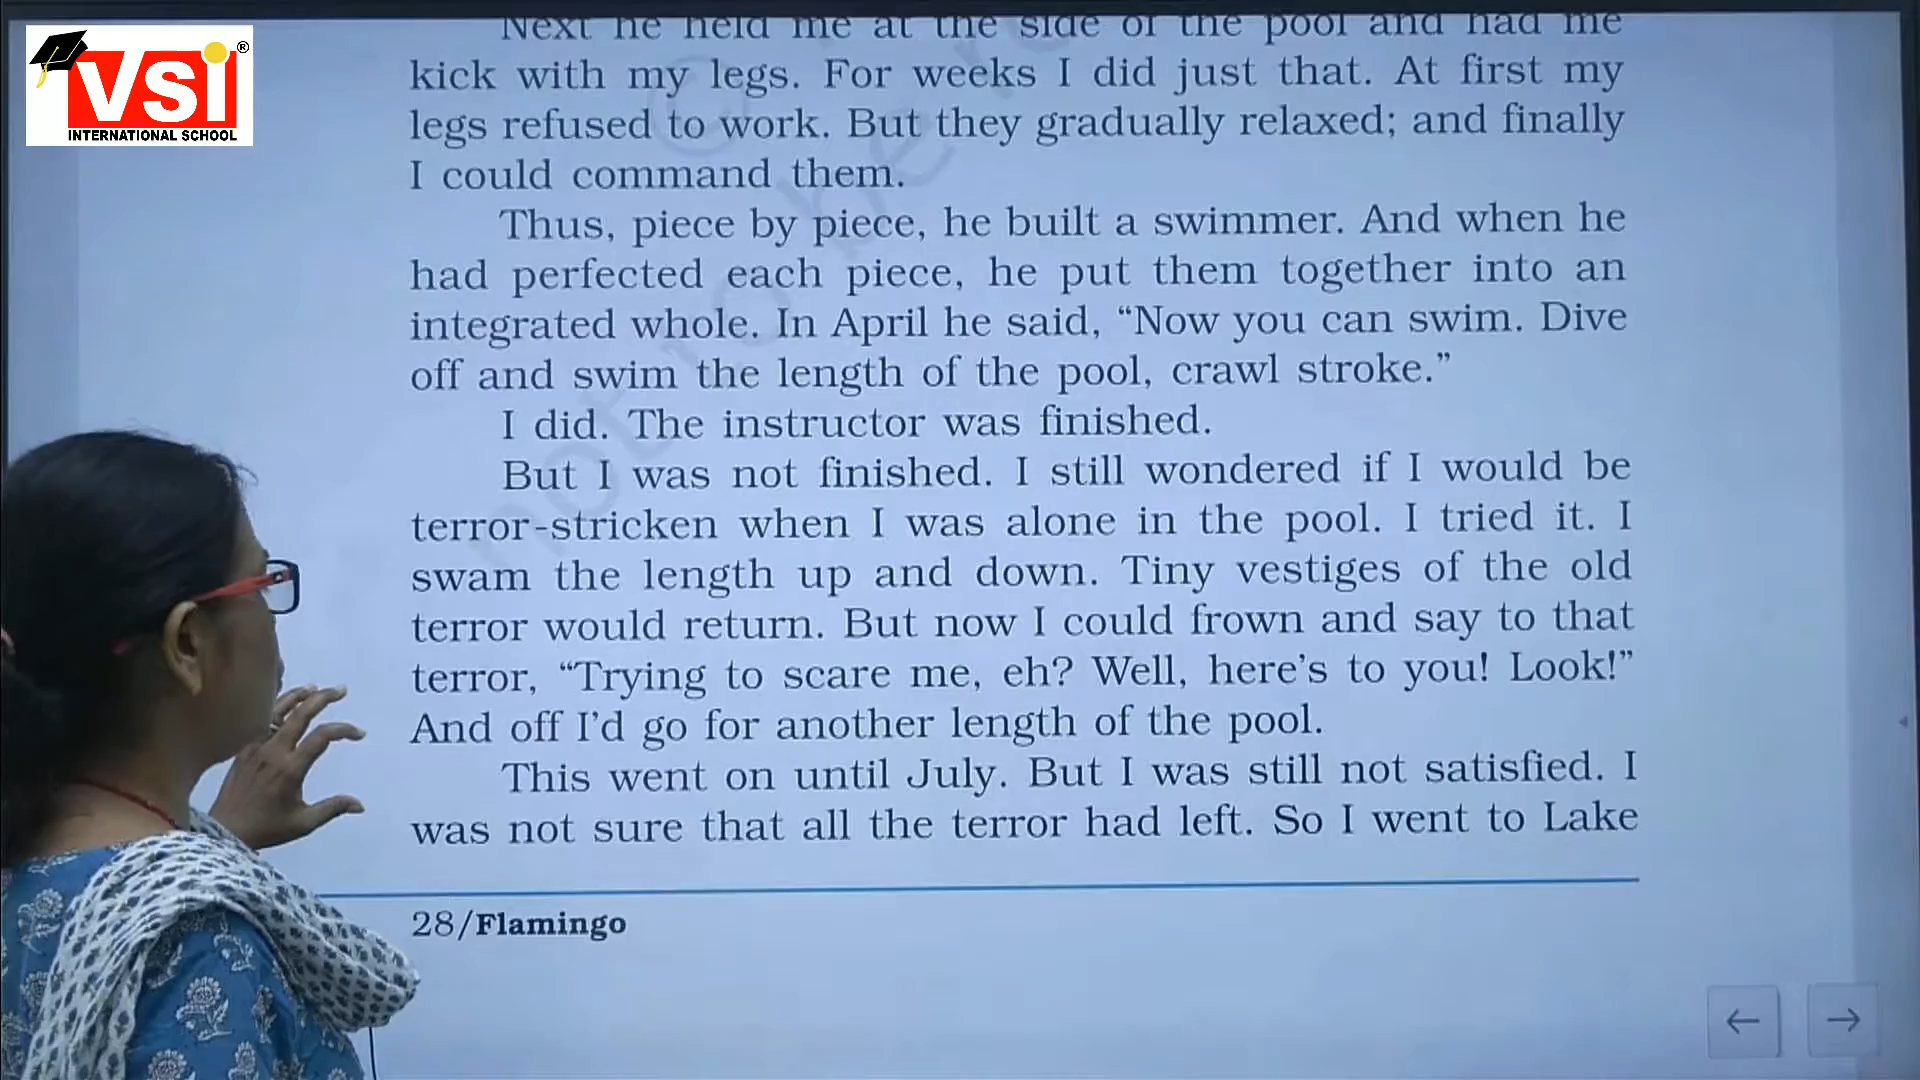 VSI
®
INTERNATIONAL SCHOOL
Next he held me at the side of the pool and had me
kick with my legs. For weeks I did just that. At first my
legs refused to work. But they gradually relaxed; and finally
I could command them.
Thus, piece by piece, he built a swimmer. And when he
had perfected each piece, he put them together into an
integrated whole. In April he said, “Now you can swim. Dive
off and swim the length of the pool, crawl stroke.”
I did. The instructor was finished.
But I was not finished. I still wondered if I would be
terror-stricken when I was alone in the pool. I tried it. I
swam the length up and down. Tiny vestiges of the old
terror would return. But now I could frown and say to that
terror, “Trying to scare me, eh? Well, here’s to you! Look!”
And off I’d go for another length of the pool.
This went on until July. But I was still not satisfied. I
was not sure that all the terror had left. So I went to Lake
28/Flamingo